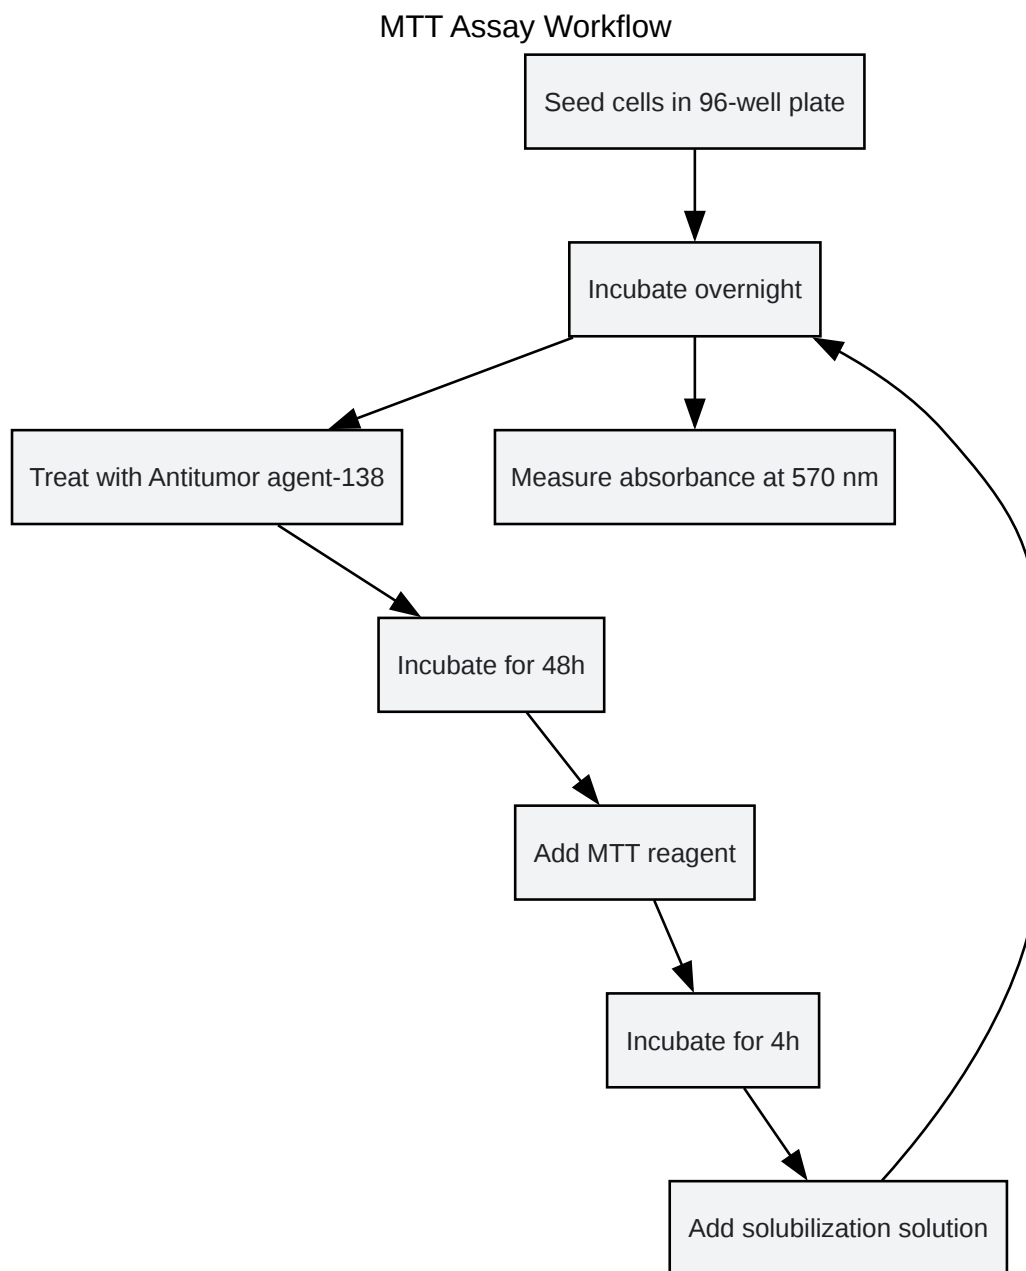 MTT Assay Workflow
Seed cells in 96-well plate
Incubate overnight
Treat with Antitumor agent-138
Measure absorbance at 570 nm
Incubate for 48h
Add MTT reagent
Incubate for 4h
Add solubilization solution